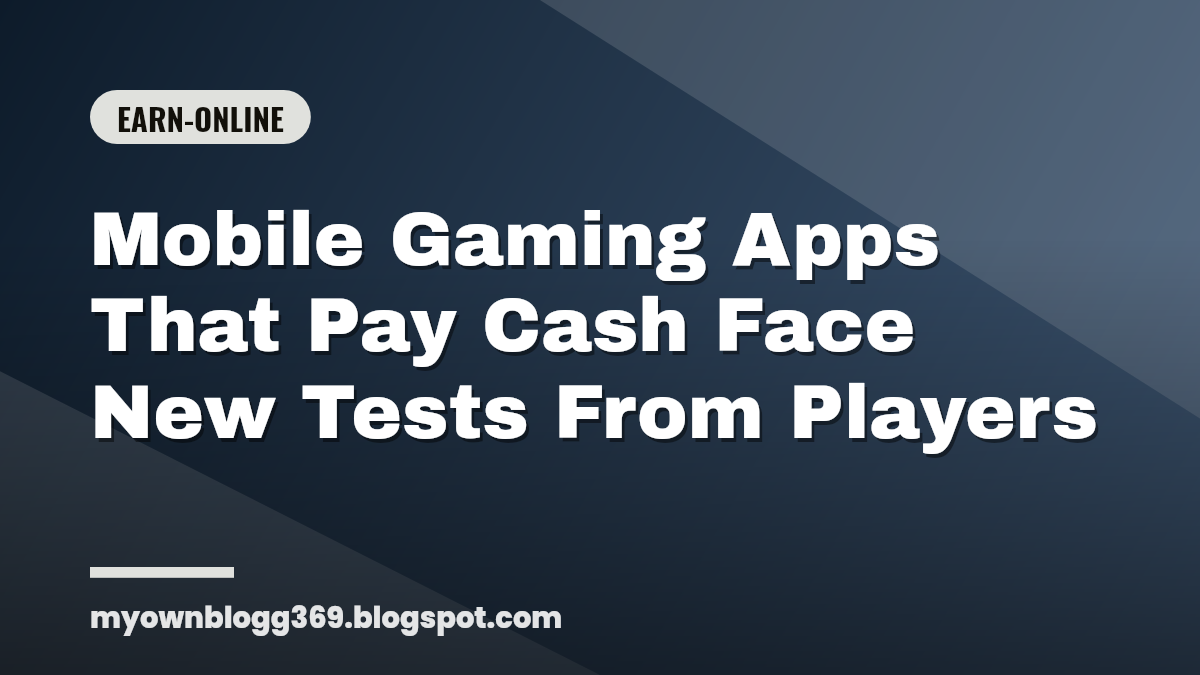 EARN-ONLINE
Mobile Gaming Apps
That Pay Cash Face
New Tests From Players
myownblogg369.blogspot.com